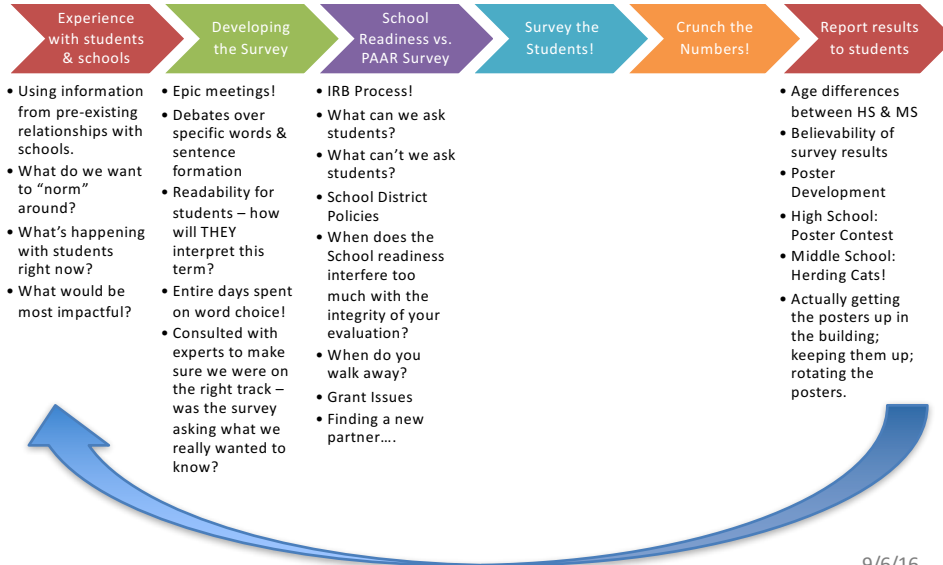 Experience
with students
& schools
Developing
the Survey
School
Readiness vs.
PAAR Survey
Survey the
Students!
Crunch the
Numbers!
Report results
to students
• Using information
from pre-existing
relationships with
schools.
• What do we want
to “norm”
around?
• What’s happening
with students
right now?
• What would be
most impactful?
• Epic meetings!
• Debates over
specific words &
sentence
formation
• Readability for
students – how
will THEY
interpret this
term?
• Entire days spent
on word choice!
• Consulted with
experts to make
sure we were on
the right track –
was the survey
asking what we
really wanted to
know?
• IRB Process!
• What can we ask
students?
• What can’t we ask
students?
• School District
Policies
• When does the
School readiness
interfere too
much with the
integrity of your
evaluation?
• When do you
walk away?
• Grant Issues
• Finding a new
partner….
• Age differences
between HS & MS
• Believability of
survey results
• Poster
Development
• High School:
Poster Contest
• Middle School:
Herding Cats!
• Actually getting
the posters up in
the building;
keeping them up;
rotating the
posters.
9/6/16